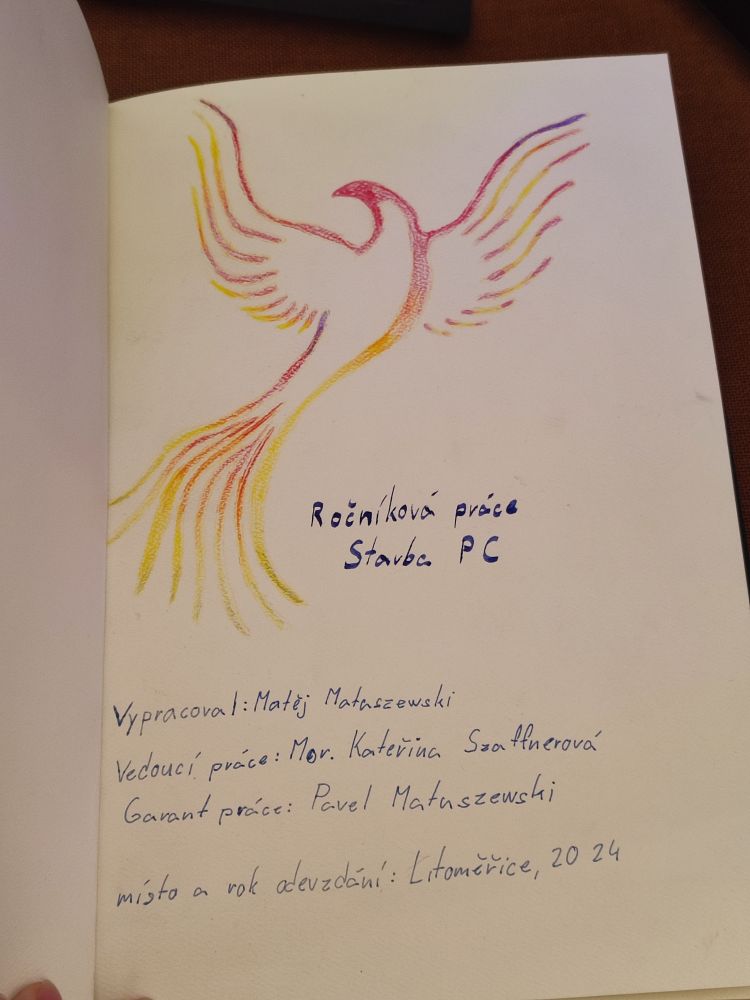 Ročníková práce
Stavba PC
Vypracoval: Matěj Matuszewski
Vedoucí práce: Mgr. Kateřina Szaffnerová
Garant práce: Pavel Matuszewski
místo a rok odevzdání: Litoměřice, 2024